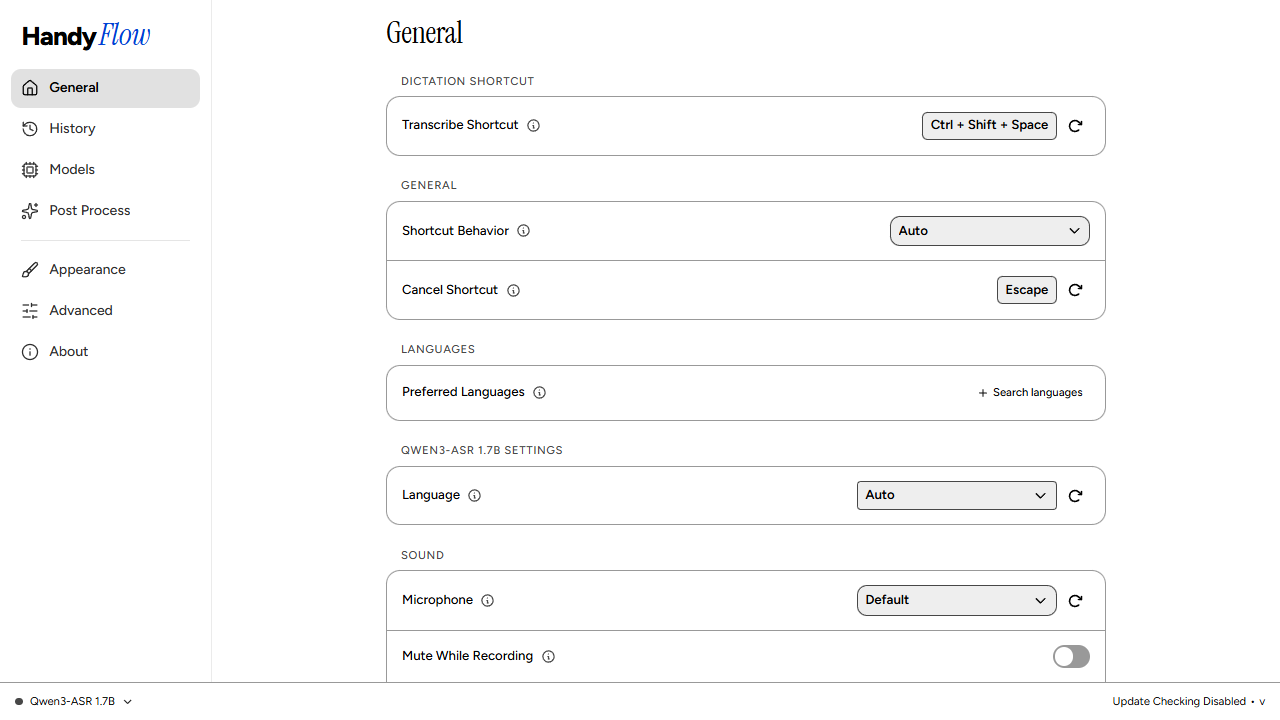 Handy Flow
General
History
Models
Post Process
Appearance
Advanced
About
General
DICTATION SHORTCUT
Transcribe Shortcut
Ctrl + Shift + Space
GENERAL
Shortcut Behavior
Auto
Cancel Shortcut
Escape
LANGUAGES
Preferred Languages
+ Search languages
QWEN3-ASR 1.7B SETTINGS
Language
Auto
SOUND
Microphone
Default
Mute While Recording
Qwen3-ASR 1.7B
Update Checking Disabled • v